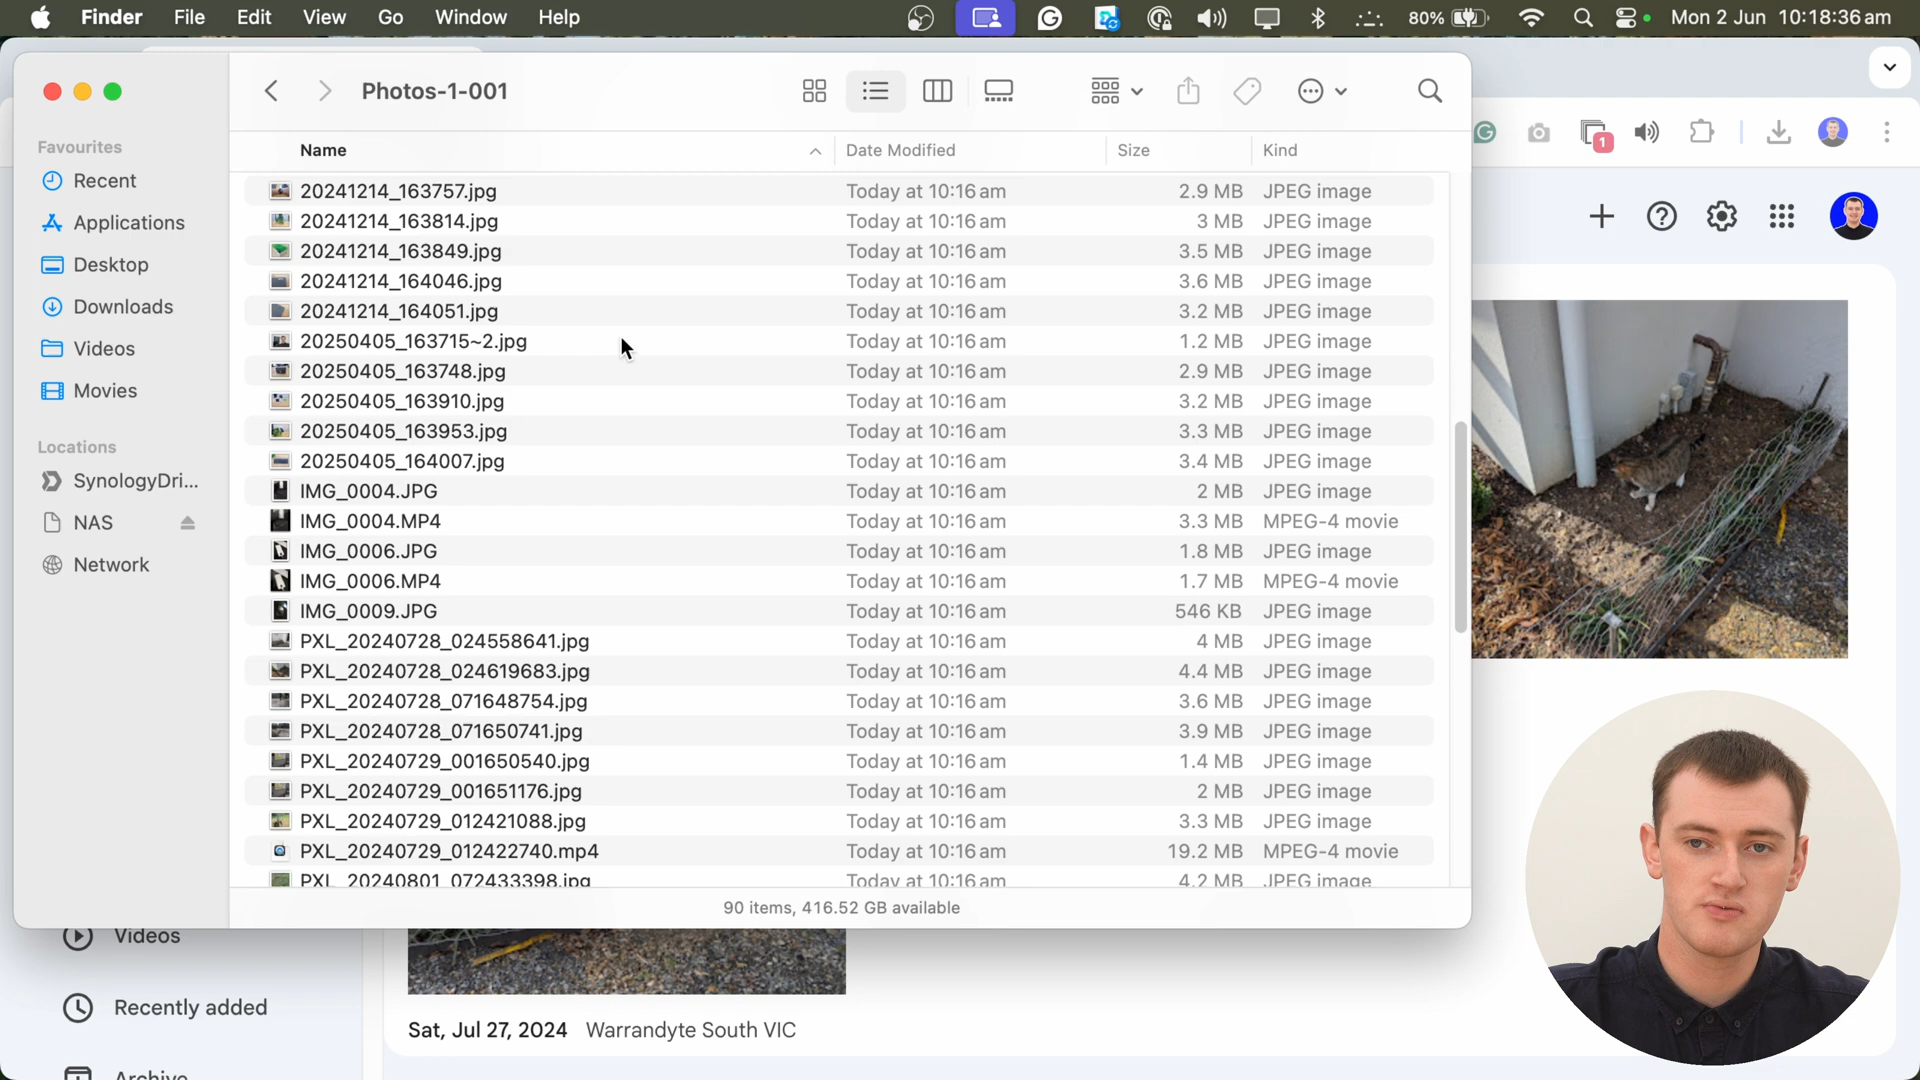 Finder File Edit View Go Window Help 80% Mon 2 Jun 10:18:36 am
Photos-1-001
Favourites
Recent
Applications
Desktop
Downloads
Videos
Movies
Locations
SynologyDri...
NAS
Network
Name Date Modified Size Kind
20241214_163757.jpg Today at 10:16 am 2.9 MB JPEG image
20241214_163814.jpg Today at 10:16 am 3 MB JPEG image
20241214_163849.jpg Today at 10:16 am 3.5 MB JPEG image
20241214_164046.jpg Today at 10:16 am 3.6 MB JPEG image
20241214_164051.jpg Today at 10:16 am 3.2 MB JPEG image
20250405_163715~2.jpg Today at 10:16 am 1.2 MB JPEG image
20250405_163748.jpg Today at 10:16 am 2.9 MB JPEG image
20250405_163910.jpg Today at 10:16 am 3.2 MB JPEG image
20250405_163953.jpg Today at 10:16 am 3.3 MB JPEG image
20250405_164007.jpg Today at 10:16 am 3.4 MB JPEG image
IMG_0004.JPG Today at 10:16 am 2 MB JPEG image
IMG_0004.MP4 Today at 10:16 am 3.3 MB MPEG-4 movie
IMG_0006.JPG Today at 10:16 am 1.8 MB JPEG image
IMG_0006.MP4 Today at 10:16 am 1.7 MB MPEG-4 movie
IMG_0009.JPG Today at 10:16 am 546 KB JPEG image
PXL_20240728_024558641.jpg Today at 10:16 am 4 MB JPEG image
PXL_20240728_024619683.jpg Today at 10:16 am 4.4 MB JPEG image
PXL_20240728_071648754.jpg Today at 10:16 am 3.6 MB JPEG image
PXL_20240728_071650741.jpg Today at 10:16 am 3.9 MB JPEG image
PXL_20240729_001650540.jpg Today at 10:16 am 1.4 MB JPEG image
PXL_20240729_001651176.jpg Today at 10:16 am 2 MB JPEG image
PXL_20240729_012421088.jpg Today at 10:16 am 3.3 MB JPEG image
PXL_20240729_012422740.mp4 Today at 10:16 am 19.2 MB MPEG-4 movie
PXL_20240801_072433398.jpg Today at 10:16 am 4.2 MB JPEG image
90 items, 416.52 GB available
1
Videos
Recently added
Archive
Sat, Jul 27, 2024 Warrandyte South VIC